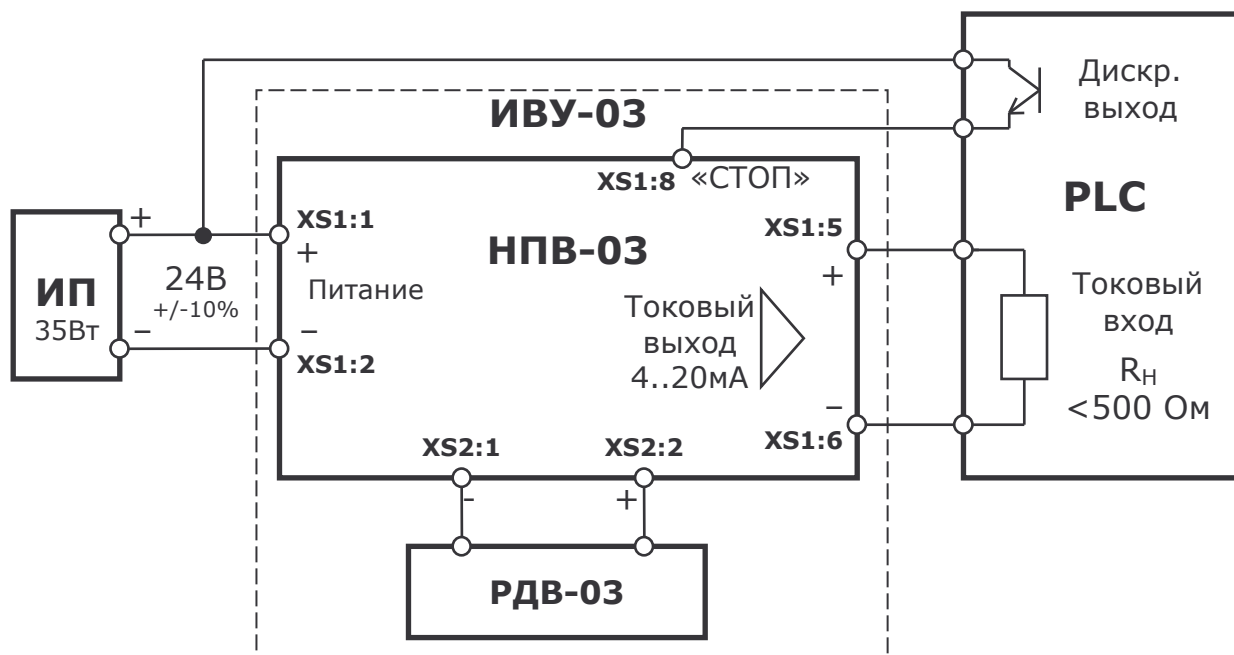 Дискр.
выход
ИВУ-03
XS1:8 «СТОП»
PLC
+
XS1:1
XS1:5
ИП
35Вт
24В
+/-10%
+
Питание
НПВ-03
+
Токовый
выход
4..20мА
Токовый
вход
RН
<500 Ом
–
–
XS1:2
–
XS1:6
XS2:1
XS2:2
-
+
РДВ-03